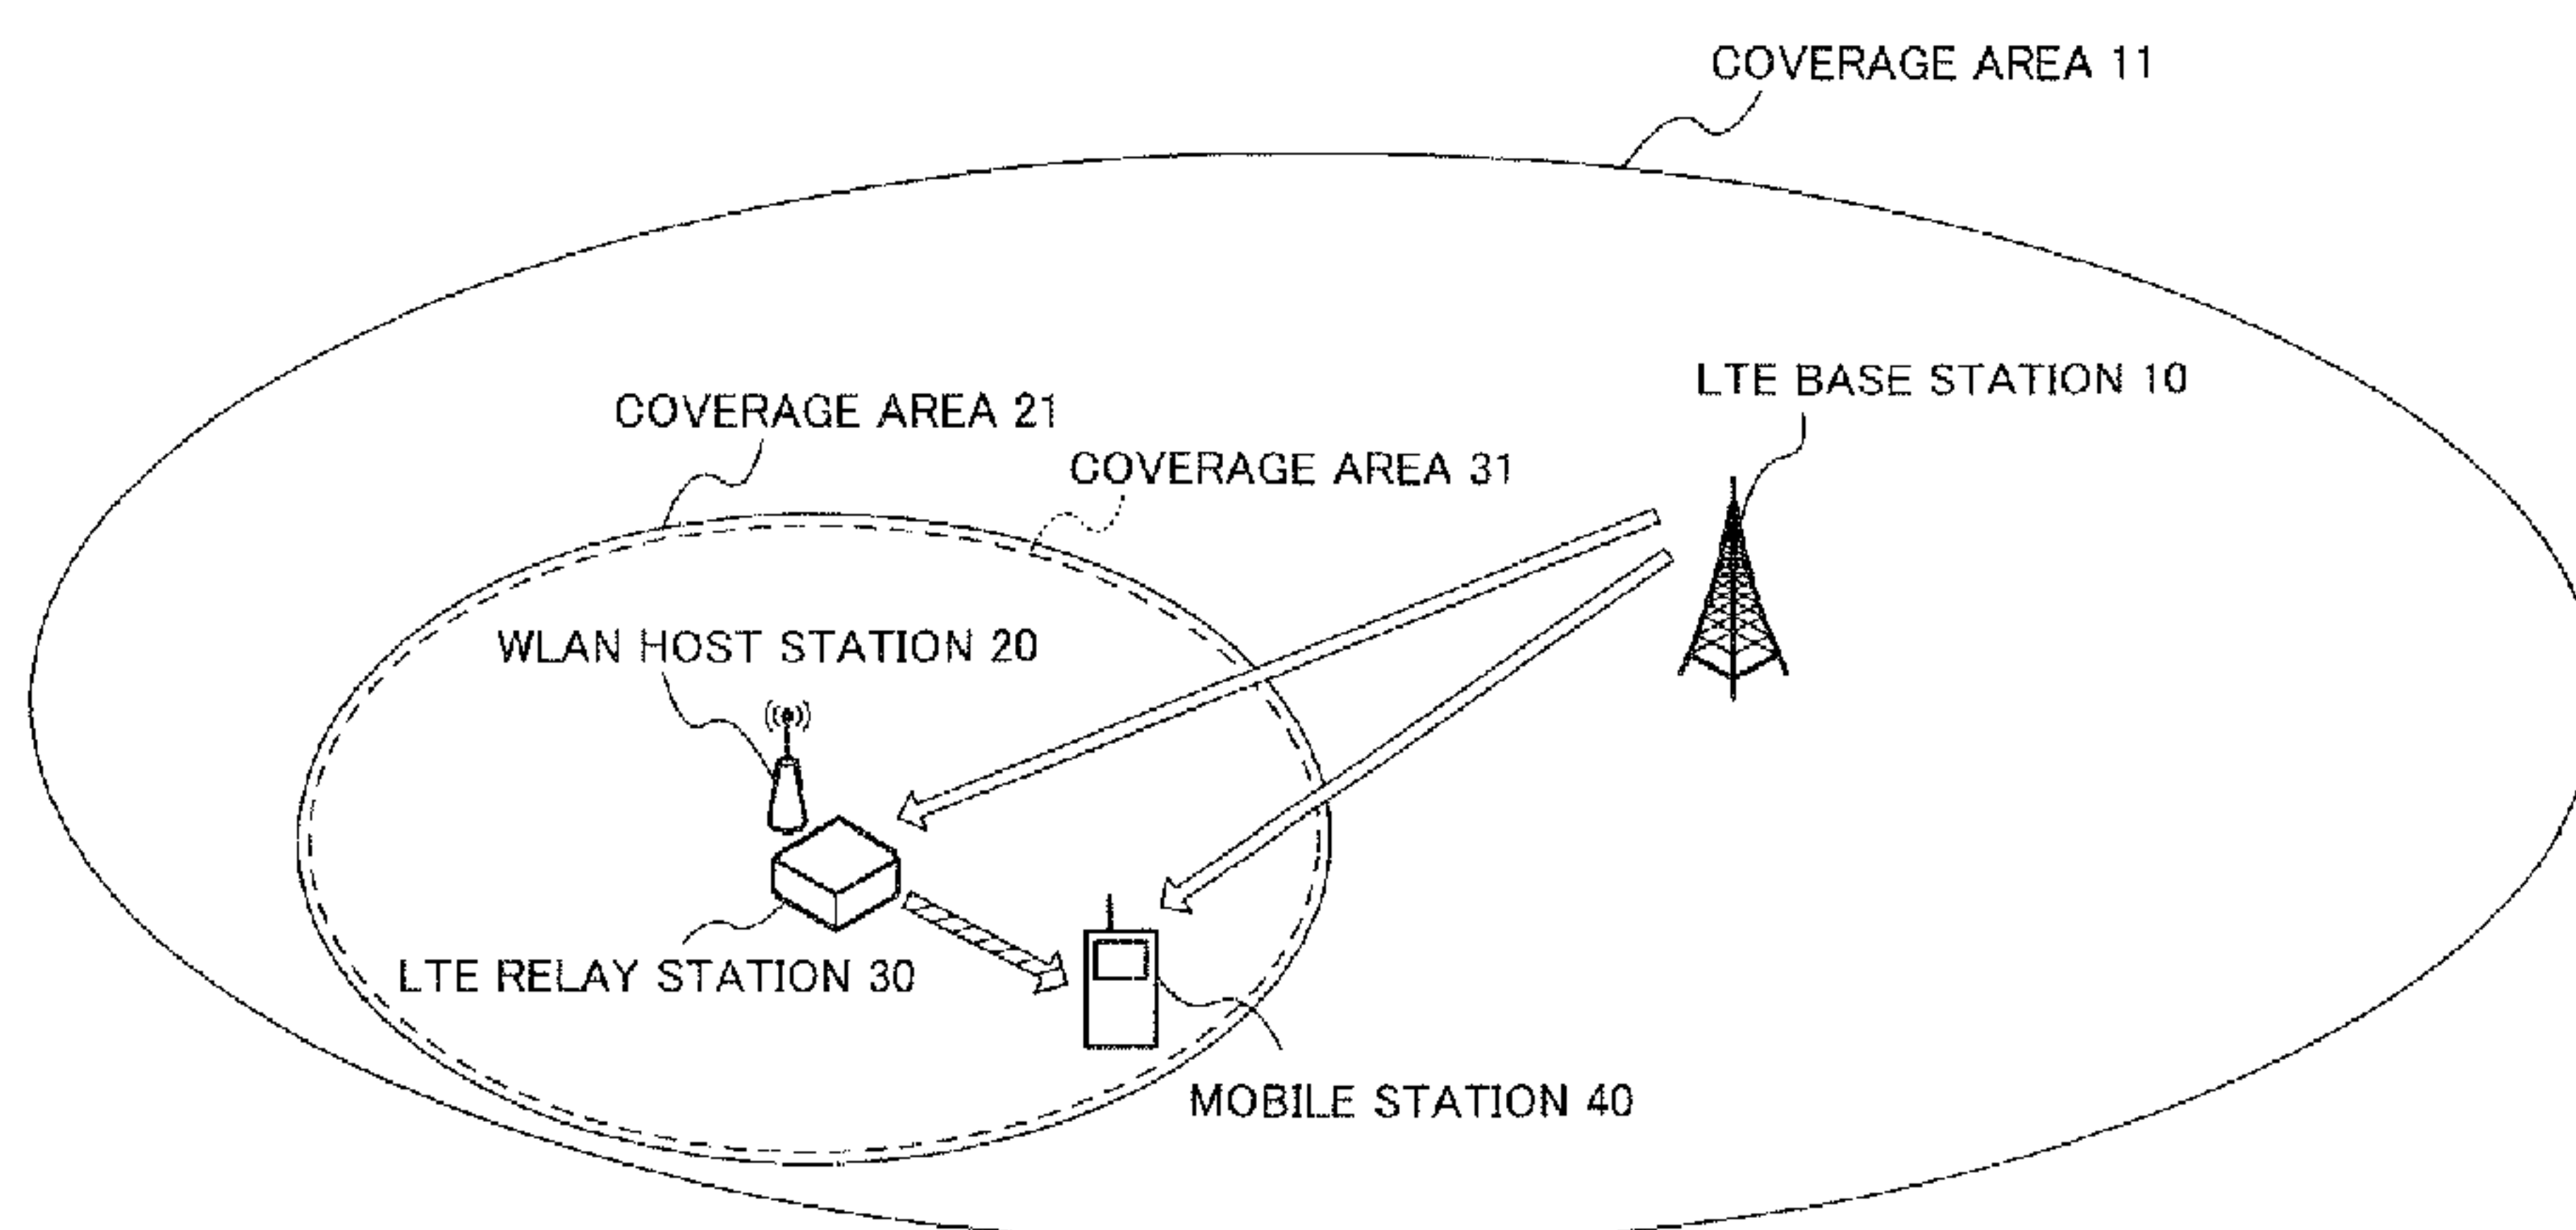 COVERAGE AREA 11
LTE BASE STATION 10
COVERAGE AREA 21
COVERAGE AREA 31
WLAN HOST STATION 20
LTE RELAY STATION 30
MOBILE STATION 40